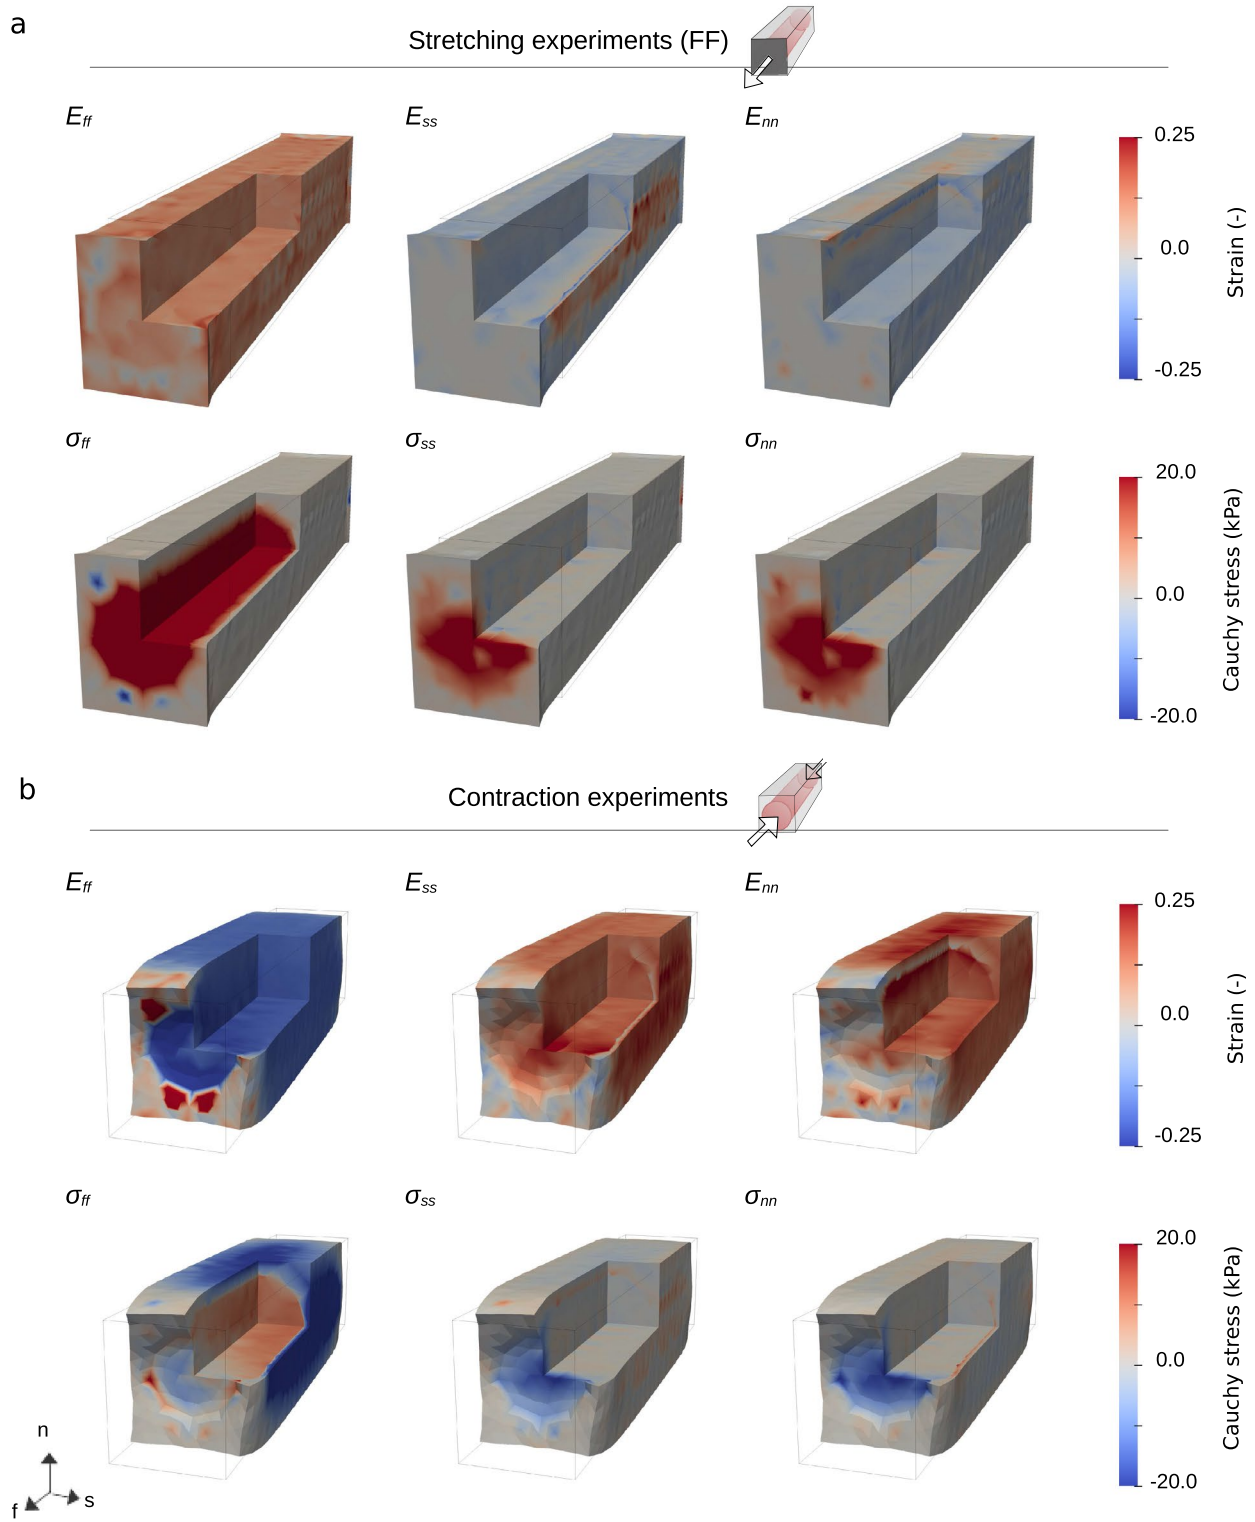 a
Stretching experiments (FF)
Eff
Ess
Enn
0.25
0.0
-0.25
Strain (-)
σff
σss
σnn
20.0
0.0
-20.0
Cauchy stress (kPa)
b
Contraction experiments
Eff
Ess
Enn
0.25
0.0
-0.25
Strain (-)
σff
σss
σnn
20.0
0.0
-20.0
Cauchy stress (kPa)
n
f
s